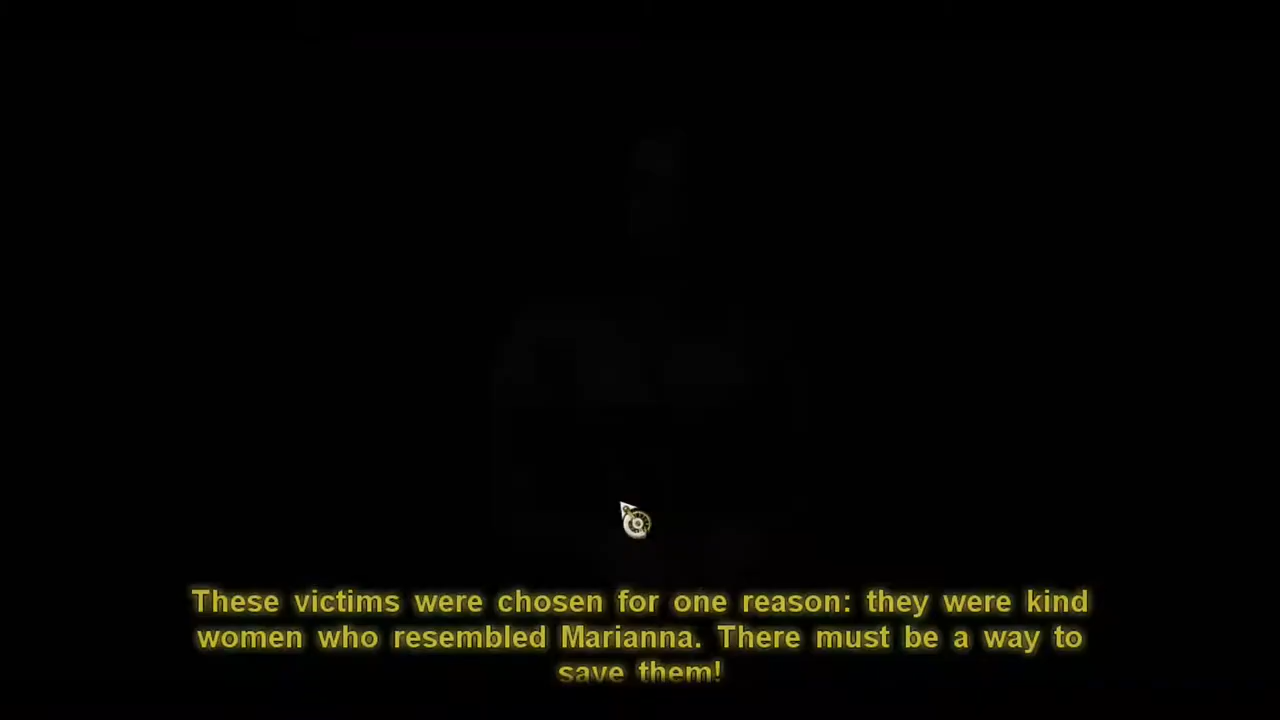 These victims were chosen for one reason: they were kind
women who resembled Marianna. There must be a way to
save them!